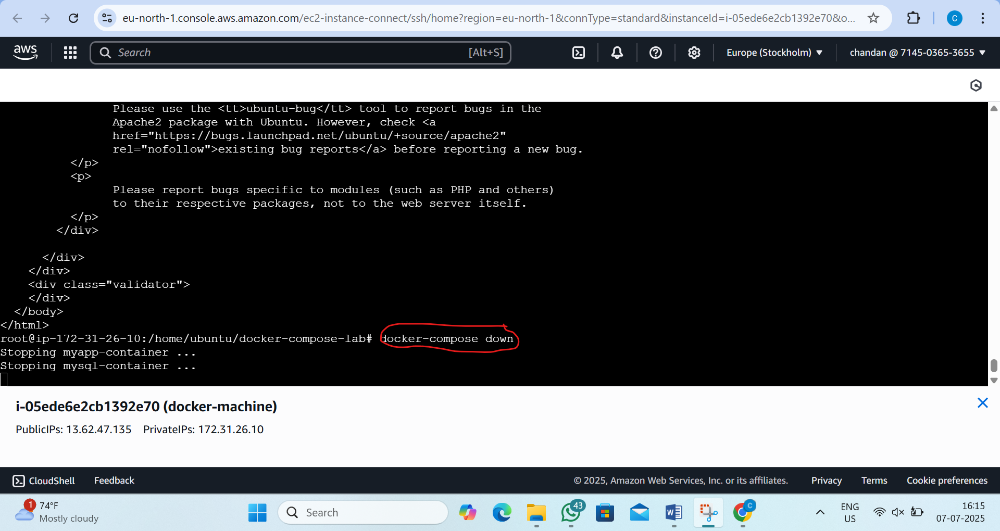 eu-north-1.console.aws.amazon.com/ec2-instance-connect/ssh/home?region=eu-north-1&connType=standard&instanceId=i-05ede6e2cb1392e70&o...
C
aws
Search
[Alt+S]
Europe (Stockholm)
chandan @ 7145-0365-3655
Please use the <tt>ubuntu-bug</tt> tool to report bugs in the
Apache2 package with Ubuntu. However, check <a
href="https://bugs.launchpad.net/ubuntu/+source/apache2"
rel="nofollow">existing bug reports</a> before reporting a new bug.
</p>
<p>
Please report bugs specific to modules (such as PHP and others)
to their respective packages, not to the web server itself.
</p>
</div>
</div>
</div>
<div class="validator">
</div>
</body>
</html>
root@ip-172-31-26-10:/home/ubuntu/docker-compose-lab# docker-compose down
Stopping myapp-container ...
Stopping mysql-container ...
i-05ede6e2cb1392e70 (docker-machine)
PublicIPs: 13.62.47.135 PrivateIPs: 172.31.26.10
CloudShell
Feedback
© 2025, Amazon Web Services, Inc. or its affiliates.
Privacy
Terms
Cookie preferences
1
74°F
Mostly cloudy
Search
43
W
C
ENG
US
16:15
07-07-2025